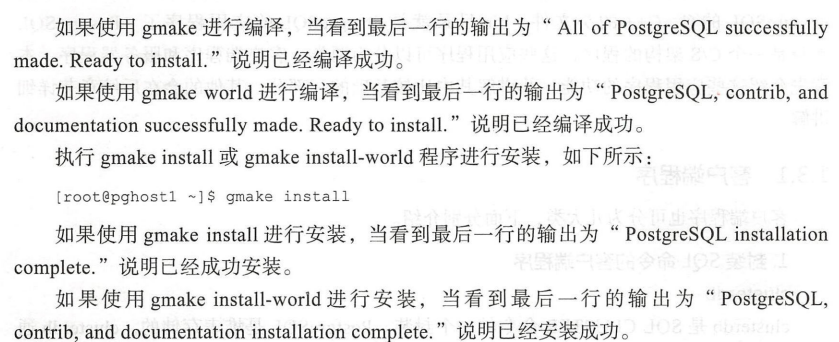 如果使用 gmake 进行编译，当看到最后一行的输出为“ All of PostgreSQL successfully
made. Ready to install.”说明已经编译成功。
如果使用 gmake world 进行编译，当看到最后一行的输出为“ PostgreSQL, contrib, and
documentation successfully made. Ready to install.”说明已经编译成功。
执行 gmake install 或 gmake install-world 程序进行安装，如下所示：
[root@pghost1 ~]$ gmake install
如果使用 gmake install 进行安装，当看到最后一行的输出为“ PostgreSQL installation
complete.”说明已经成功安装。
如果使用 gmake install-world 进行安装，当看到最后一行的输出为“ PostgreSQL,
contrib, and documentation installation complete.”说明已经安装成功。